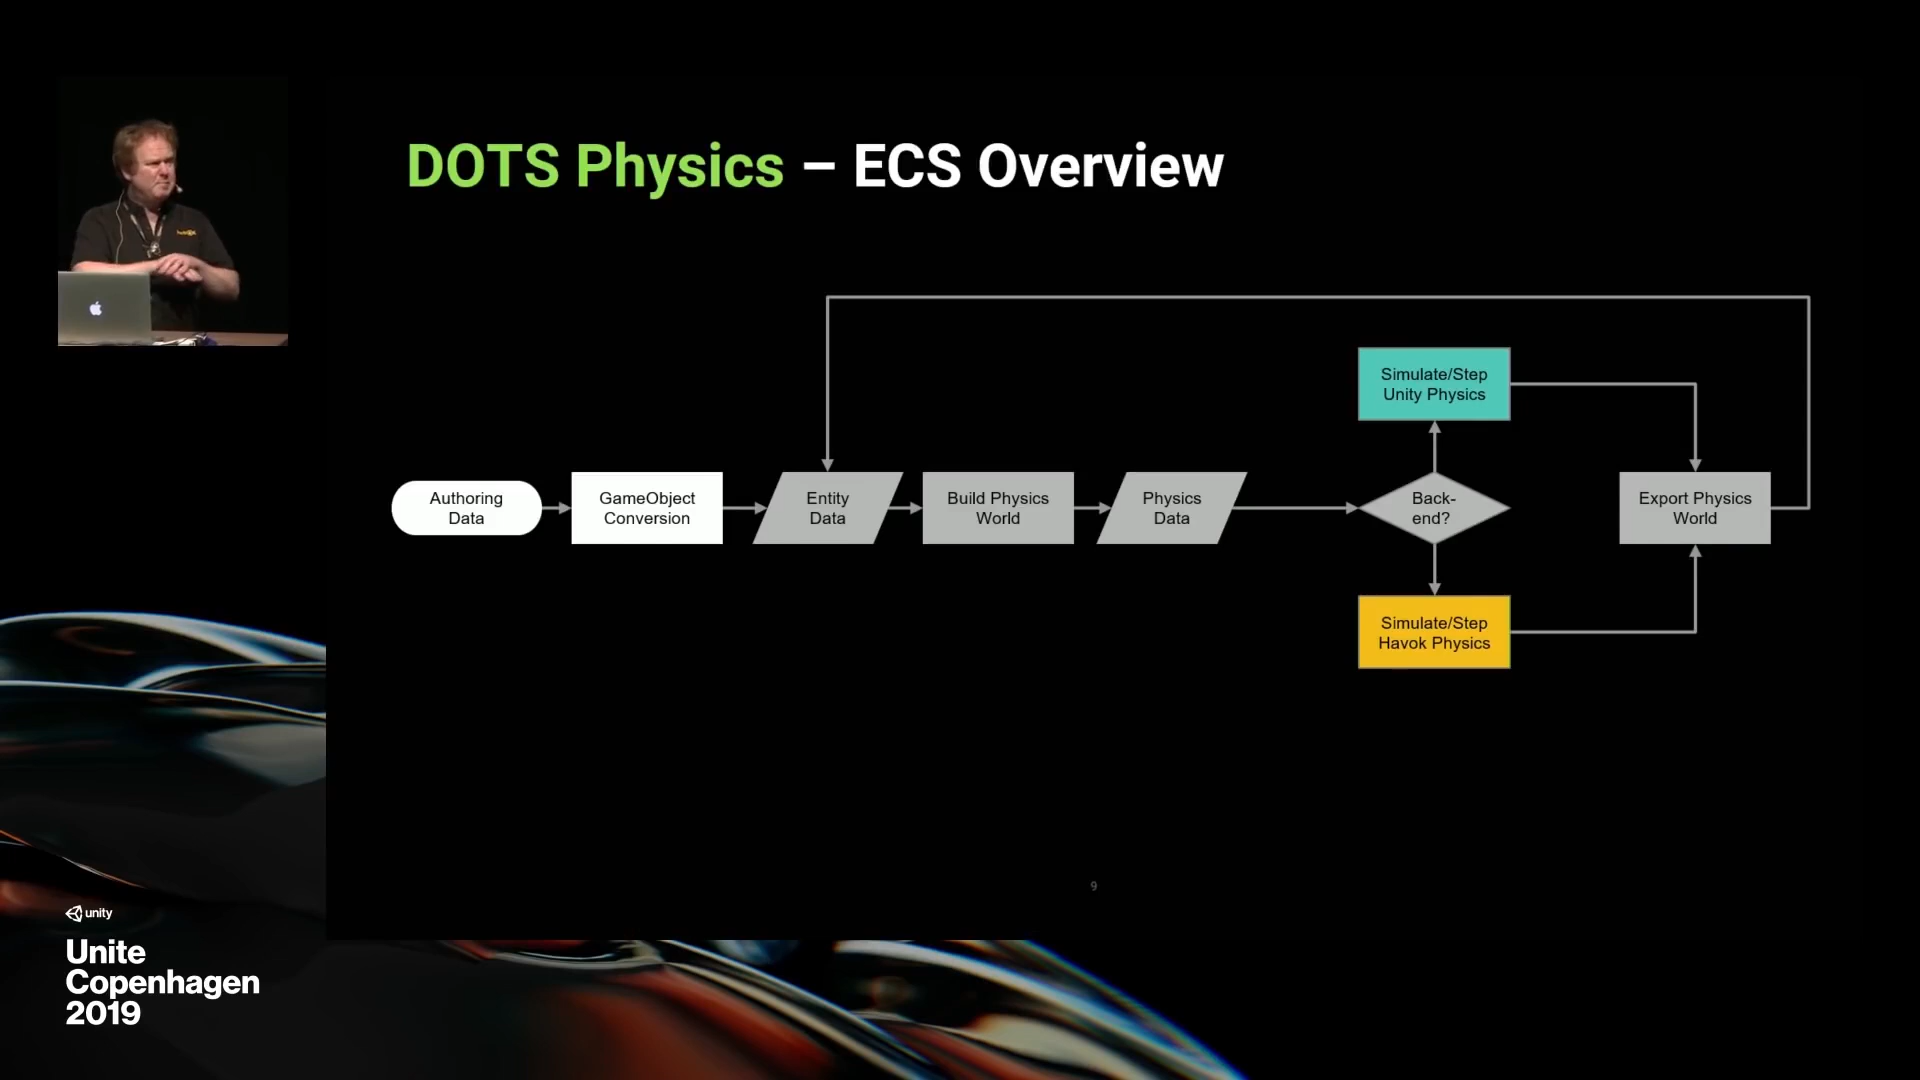 DOTS Physics – ECS Overview
Simulate/Step
Unity Physics
Authoring
Data
GameObject
Conversion
Entity
Data
Build Physics
World
Physics
Data
Back-
end?
Export Physics
World
Simulate/Step
Havok Physics
9
unity
Unite
Copenhagen
2019